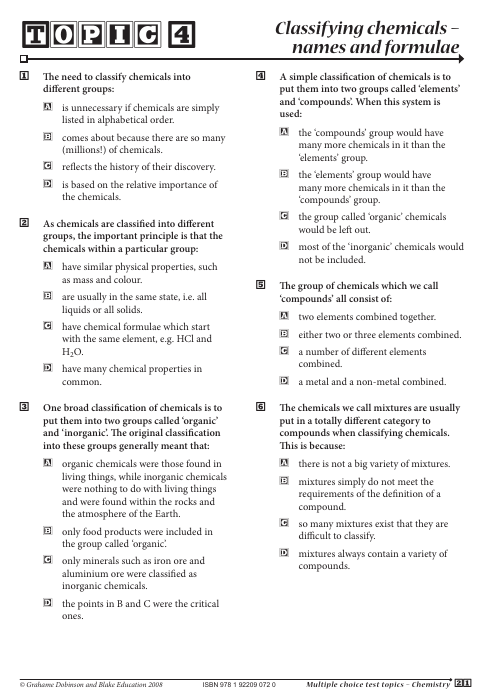 TOPIC 4
Classifying chemicals –
names and formulae
1 The need to classify chemicals into
different groups:
A is unnecessary if chemicals are simply
listed in alphabetical order.
B comes about because there are so many
(millions!) of chemicals.
C reflects the history of their discovery.
D is based on the relative importance of
the chemicals.
2 As chemicals are classified into different
groups, the important principle is that the
chemicals within a particular group:
A have similar physical properties, such
as mass and colour.
B are usually in the same state, i.e. all
liquids or all solids.
C have chemical formulae which start
with the same element, e.g. HCl and
H₂O.
D have many chemical properties in
common.
3 One broad classification of chemicals is to
put them into two groups called ‘organic’
and ‘inorganic’. The original classification
into these groups generally meant that:
A organic chemicals were those found in
living things, while inorganic chemicals
were nothing to do with living things
and were found within the rocks and
the atmosphere of the Earth.
B only food products were included in
the group called ‘organic’.
C only minerals such as iron ore and
aluminium ore were classified as
inorganic chemicals.
D the points in B and C were the critical
ones.
4 A simple classification of chemicals is to
put them into two groups called ‘elements’
and ‘compounds’. When this system is
used:
A the ‘compounds’ group would have
many more chemicals in it than the
‘elements’ group.
B the ‘elements’ group would have
many more chemicals in it than the
‘compounds’ group.
C the group called ‘organic’ chemicals
would be left out.
D most of the ‘inorganic’ chemicals would
not be included.
5 The group of chemicals which we call
‘compounds’ all consist of:
A two elements combined together.
B either two or three elements combined.
C a number of different elements
combined.
D a metal and a non-metal combined.
6 The chemicals we call mixtures are usually
put in a totally different category to
compounds when classifying chemicals.
This is because:
A there is not a big variety of mixtures.
B mixtures simply do not meet the
requirements of the definition of a
compound.
C so many mixtures exist that they are
difficult to classify.
D mixtures always contain a variety of
compounds.
© Grahame Dobinson and Blake Education 2008 ISBN 978 1 92209 072 0 Multiple choice test topics – Chemistry 21